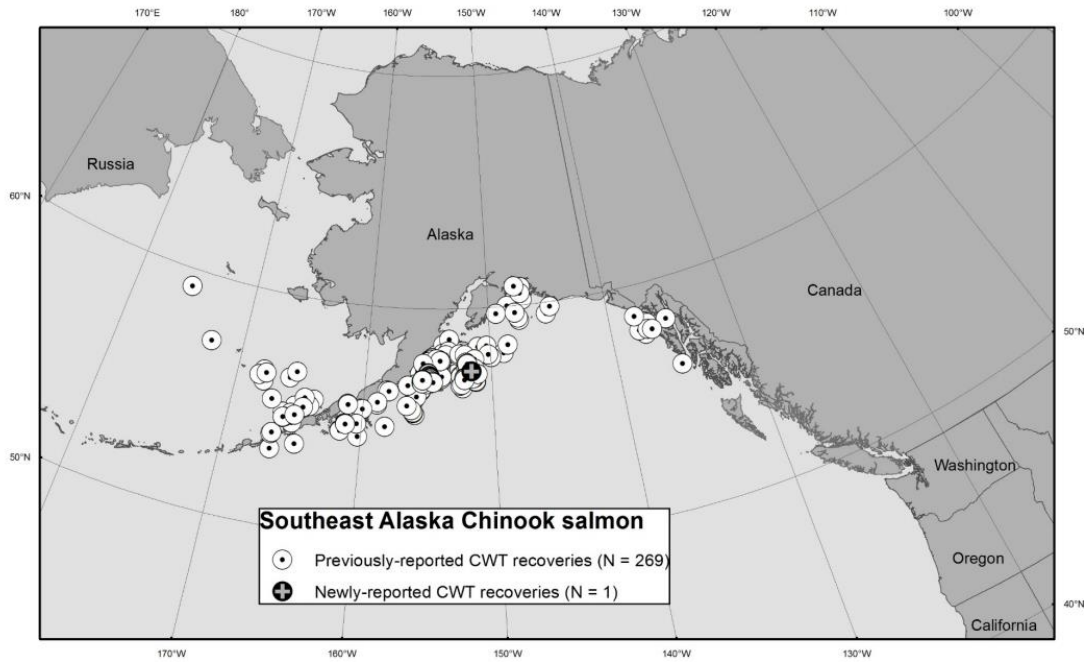 170°E 180° 170°W 160°W 150°W 140°W 130°W 120°W 110°W 100°W
Russia
60°N
Alaska
Canada
50°N
50°N
Washington
Southeast Alaska Chinook salmon
Previously-reported CWT recoveries (N = 269)
Oregon
Newly-reported CWT recoveries (N = 1)
40°N
California
170°W 160°W 150°W 140°W 130°W